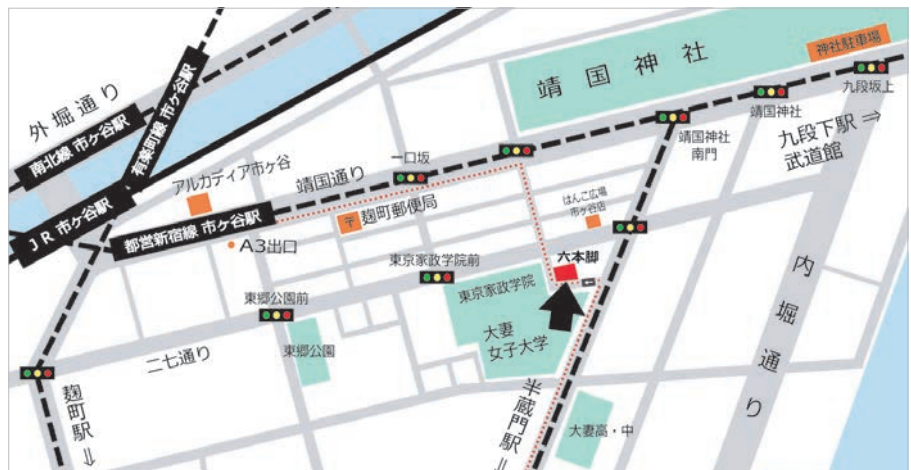 外堀通り
南北線 市ヶ谷駅
有楽町線 市ヶ谷駅
JR 市ヶ谷駅
都営新宿線 市ヶ谷駅
アルカディア市ヶ谷
A3出口
靖国通り
一口坂
〒
麹町郵便局
靖国神社
神社駐車場
九段坂上
靖国神社
靖国神社
南門
九段下駅 ⇒
武道館
はんこ広場
市ヶ谷店
六本脚
東京家政学院前
東京家政学院
大妻
女子大学
東郷公園前
東郷公園
二七通り
麹町駅 ⇓
半蔵門駅 ⇓
大妻高・中
内堀通り